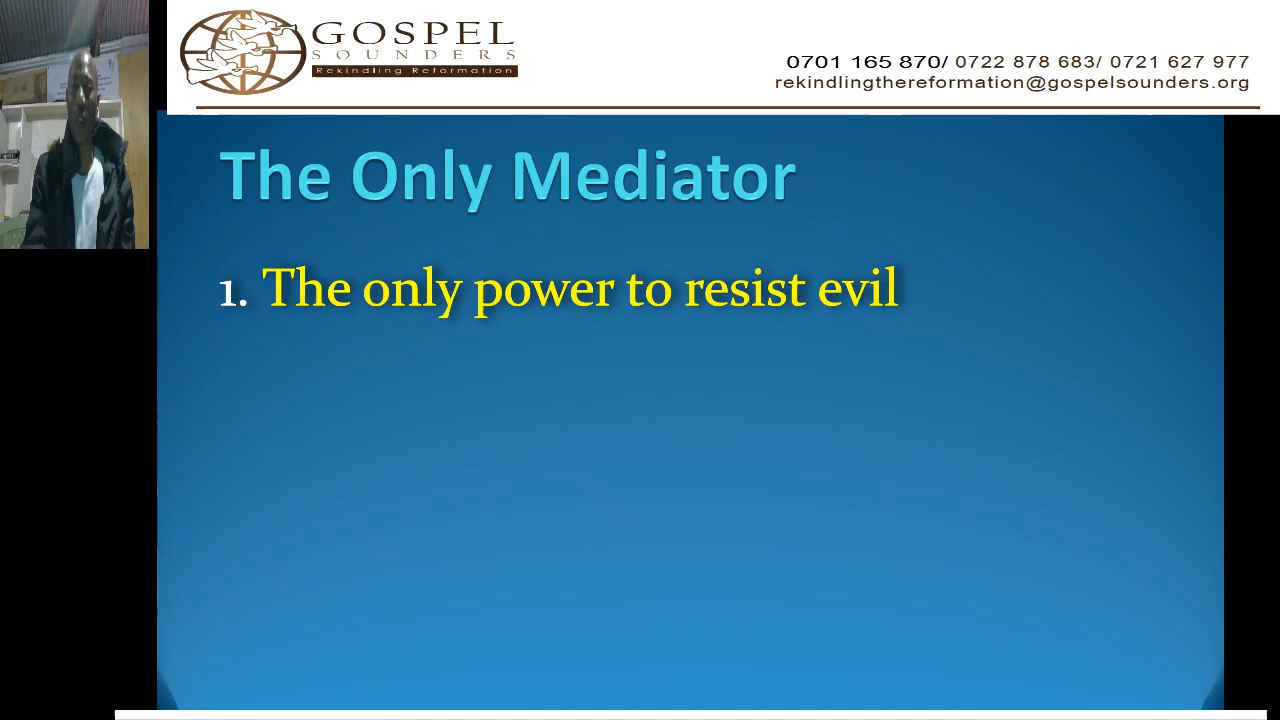 GOSPEL
SOUNDERS
Rekindling Reformation
0701 165 870/ 0722 878 683/ 0721 627 977
rekindlingthereformation@gospelsounders.org
The Only Mediator
1. The only power to resist evil